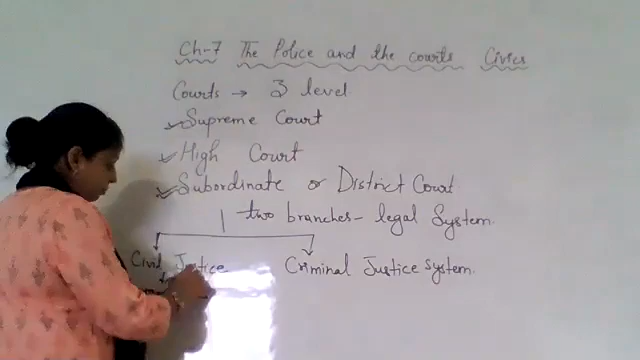 Ch-7 The Police and the courts Civics
Courts → 3 level
✓ Supreme Court
✓ High Court
✓ Subordinate or District Court
two branches - legal System
Civil Justice Criminal Justice system.